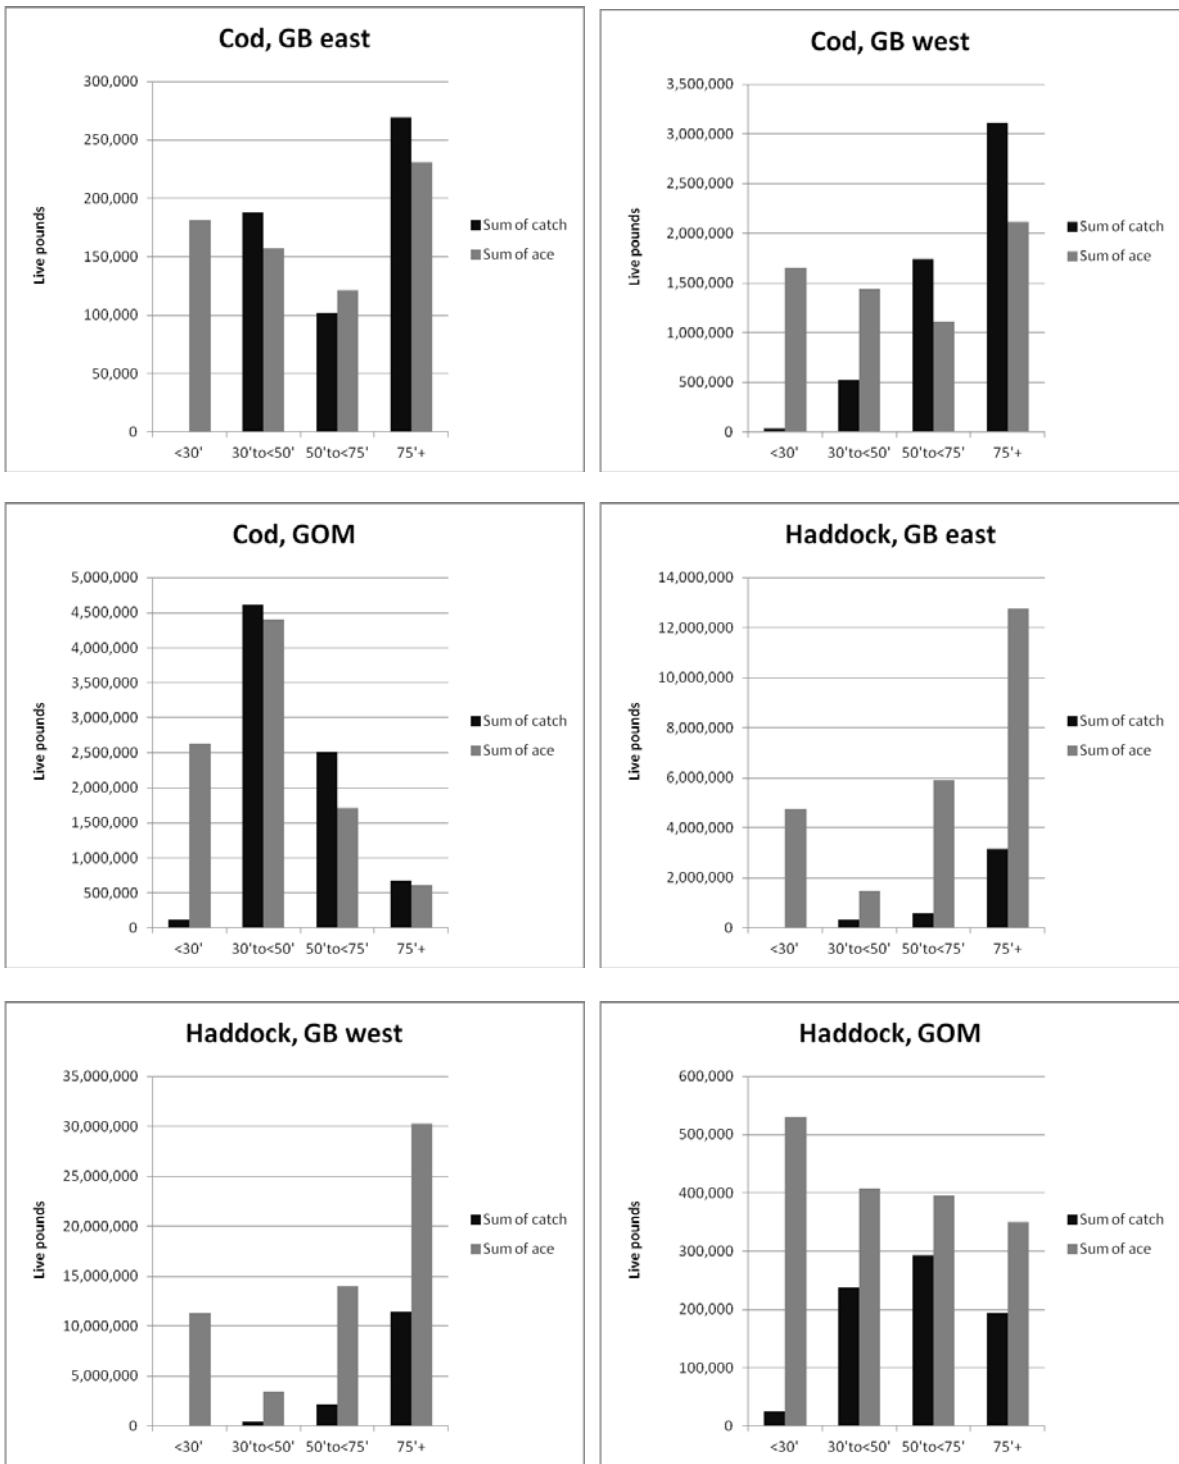 Cod, GB east
300,000
250,000
200,000
150,000
100,000
50,000
0
Live pounds
<30'
30'to<50'
50'to<75'
75'+
Sum of catch
Sum of ace
Cod, GB west
3,500,000
3,000,000
2,500,000
2,000,000
1,500,000
1,000,000
500,000
0
Live pounds
<30'
30'to<50'
50'to<75'
75'+
Sum of catch
Sum of ace
Cod, GOM
5,000,000
4,500,000
4,000,000
3,500,000
3,000,000
2,500,000
2,000,000
1,500,000
1,000,000
500,000
0
Live pounds
<30'
30'to<50'
50'to<75'
75'+
Sum of catch
Sum of ace
Haddock, GB east
14,000,000
12,000,000
10,000,000
8,000,000
6,000,000
4,000,000
2,000,000
0
Live pounds
<30'
30'to<50'
50'to<75'
75'+
Sum of catch
Sum of ace
Haddock, GB west
35,000,000
30,000,000
25,000,000
20,000,000
15,000,000
10,000,000
5,000,000
0
Live pounds
<30'
30'to<50'
50'to<75'
75'+
Sum of catch
Sum of ace
Haddock, GOM
600,000
500,000
400,000
300,000
200,000
100,000
0
Live pounds
<30'
30'to<50'
50'to<75'
75'+
Sum of catch
Sum of ace